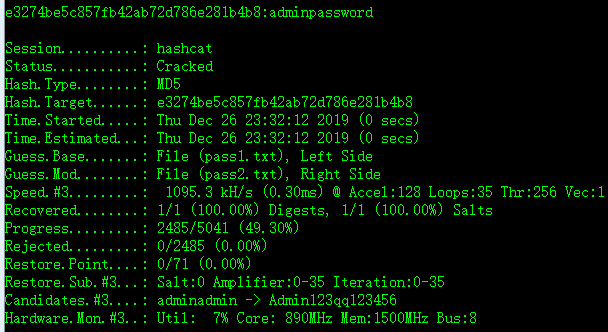 e3274be5c857fb42ab72d786e281b4b8:adminpassword
Session..........: hashcat
Status...........: Cracked
Hash.Type........: MD5
Hash.Target......: e3274be5c857fb42ab72d786e281b4b8
Time.Started.....: Thu Dec 26 23:32:12 2019 (0 secs)
Time.Estimated...: Thu Dec 26 23:32:12 2019 (0 secs)
Guess.Base.......: File (pass1.txt), Left Side
Guess.Mod........: File (pass2.txt), Right Side
Speed.#3.........:  1095.3 kH/s (0.30ms) @ Accel:128 Loops:35 Thr:256 Vec:1
Recovered........: 1/1 (100.00%) Digests, 1/1 (100.00%) Salts
Progress.........: 2485/5041 (49.30%)
Rejected.........: 0/2485 (0.00%)
Restore.Point....: 0/71 (0.00%)
Restore.Sub.#3...: Salt:0 Amplifier:0-35 Iteration:0-35
Candidates.#3....: adminadmin -> Admin123qq123456
Hardware.Mon.#3..: Util:  7% Core: 890MHz Mem:1500MHz Bus:8